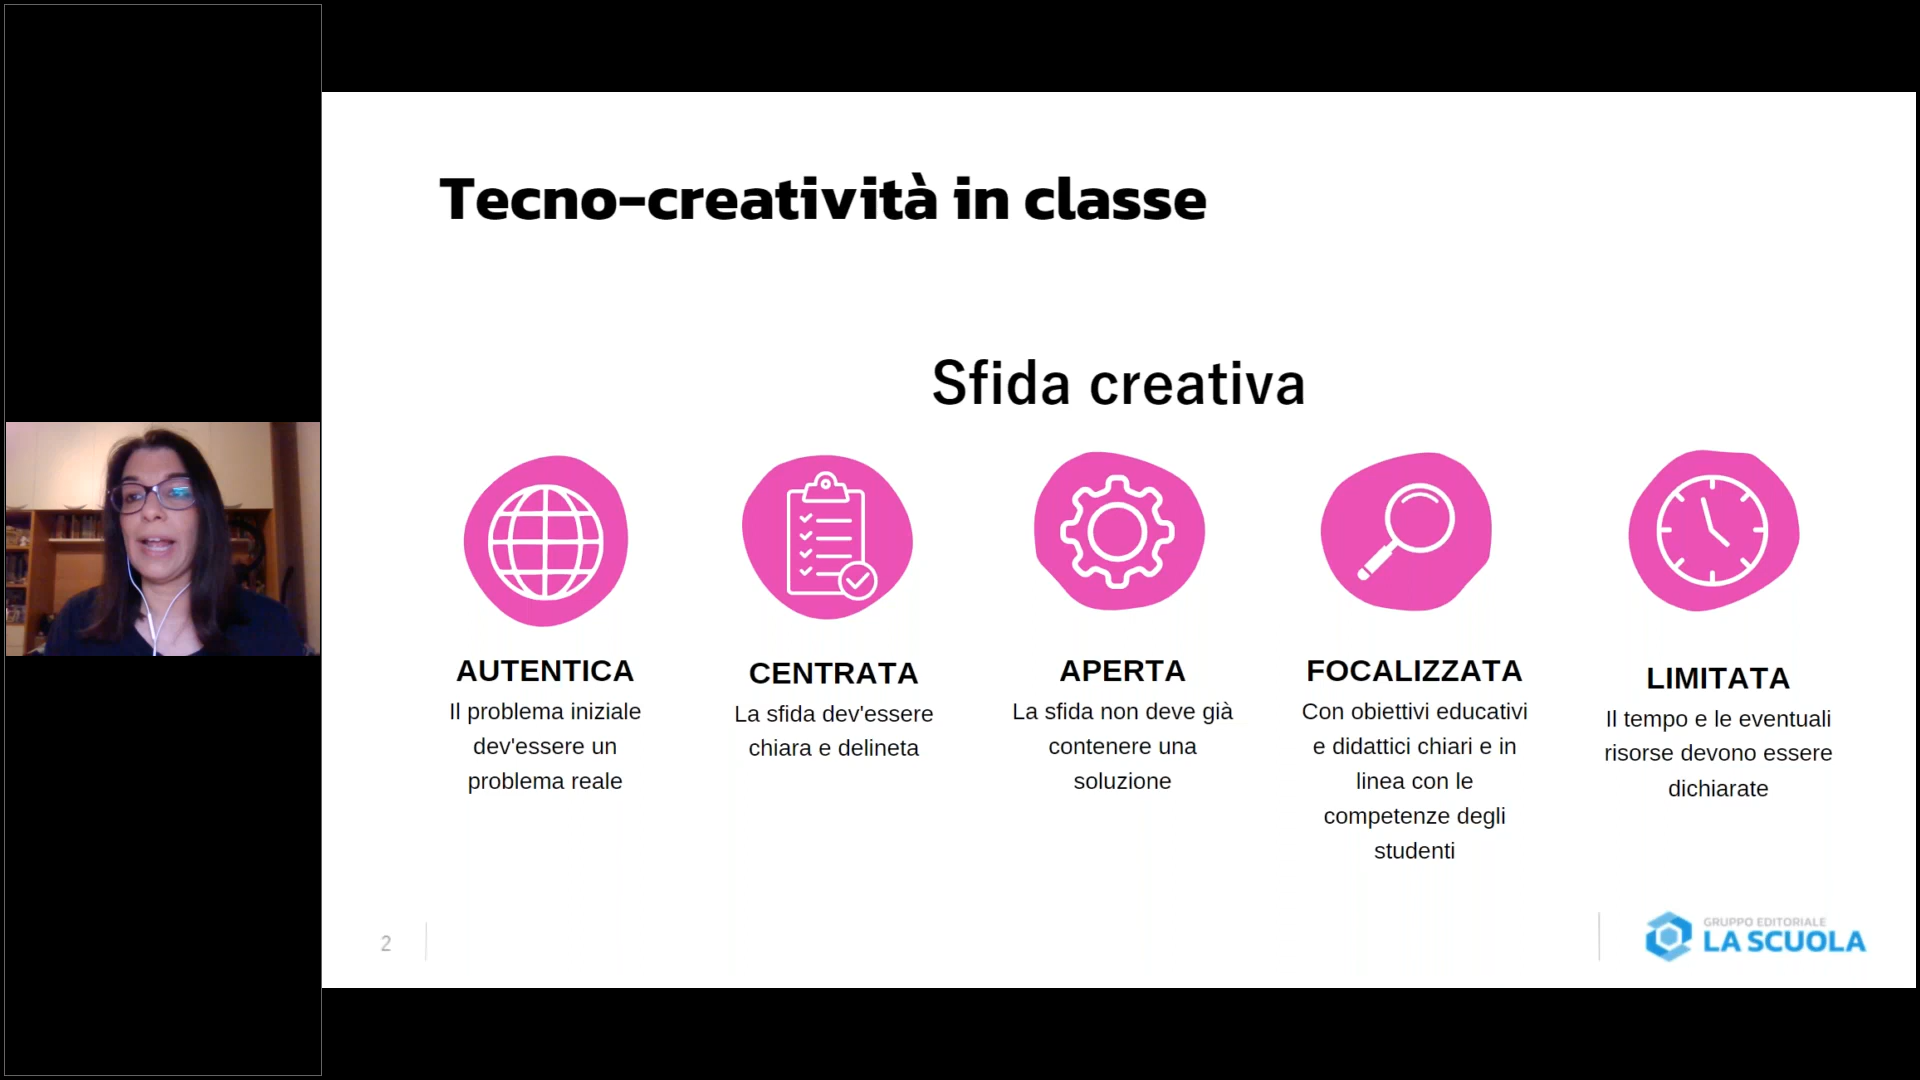 Tecno-creatività in classe
Sfida creativa
AUTENTICA
Il problema iniziale
dev'essere un
problema reale
CENTRATA
La sfida dev'essere
chiara e delineta
APERTA
La sfida non deve già
contenere una
soluzione
FOCALIZZATA
Con obiettivi educativi
e didattici chiari e in
linea con le
competenze degli
studenti
LIMITATA
Il tempo e le eventuali
risorse devono essere
dichiarate
2
GRUPPO EDITORIALE
LA SCUOLA